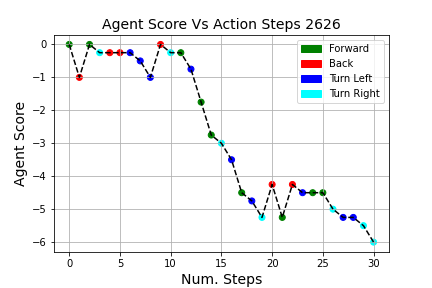 Agent Score Vs Action Steps 2626
Forward
Back
Turn Left
Turn Right
Agent Score
0
−1
−2
−3
−4
−5
−6
0 5 10 15 20 25 30
Num. Steps